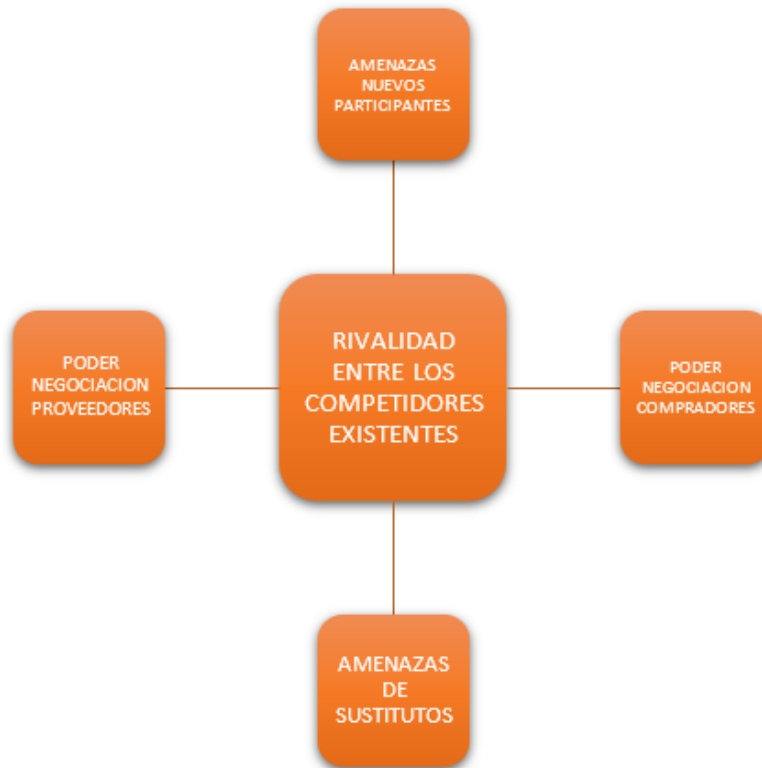 AMENAZAS
NUEVOS
PARTICIPANTES
RIVALIDAD
ENTRE LOS
COMPETIDORES
EXISTENTES
PODER
NEGOCIACION
PROVEEDORES
PODER
NEGOCIACION
COMPRADORES
AMENAZAS
DE
SUSTITUTOS